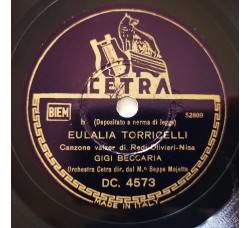 CETRA
BIEM
52809
(Depositato a norma di legge)
EULALIA TORRICELLI
Canzone valzer di Redi-Olivieri-Nisa
GIGI BECCARIA
Orchestra Cetra dir. dal M.º Beppe Mojetta
DC. 4573
MADE IN ITALY